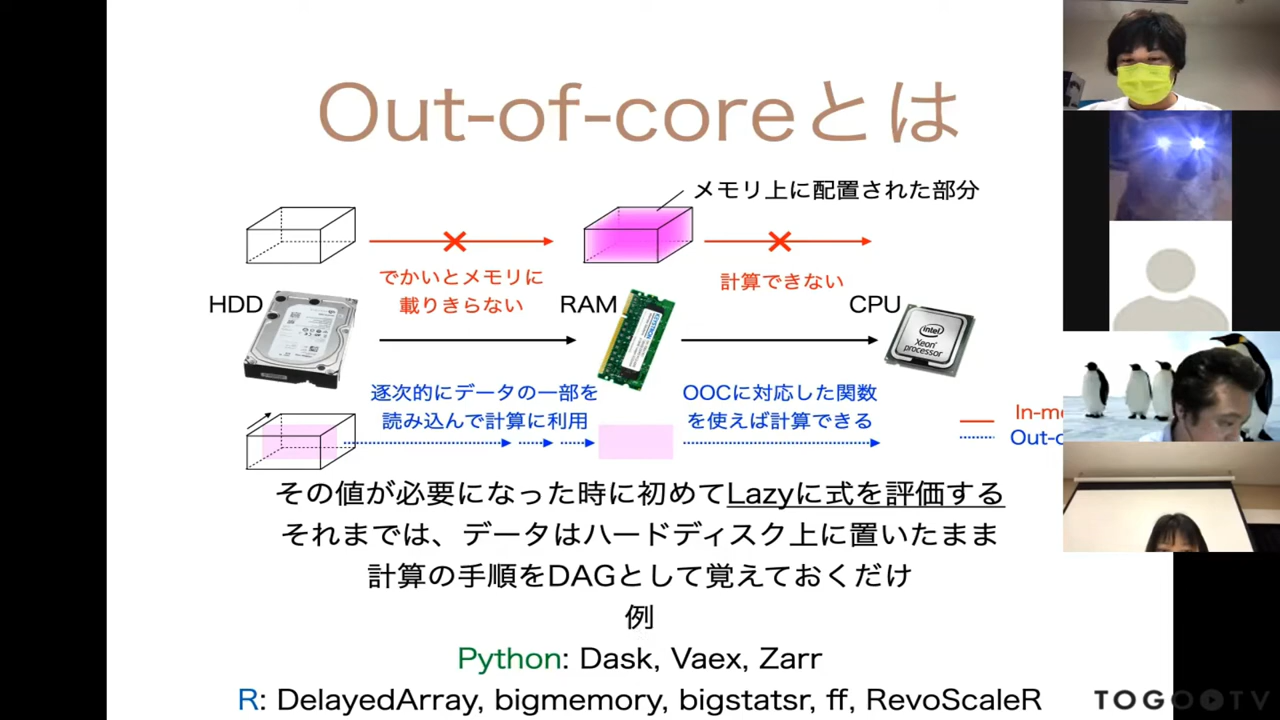 Out-of-coreとは
メモリ上に配置された部分
でかいとメモリに
載りきらない
計算できない
HDD
RAM
CPU
intel
Xeon
processor
逐次的にデータの一部を
読み込んで計算に利用
OOCに対応した関数
を使えば計算できる
In-me
Out-o
その値が必要になった時に初めてLazyに式を評価する
それまでは、データはハードディスク上に置いたまま
計算の手順をDAGとして覚えておくだけ
例
Python: Dask, Vaex, Zarr
R: DelayedArray, bigmemory, bigstatsr, ff, RevoScaleR
TOGOTV